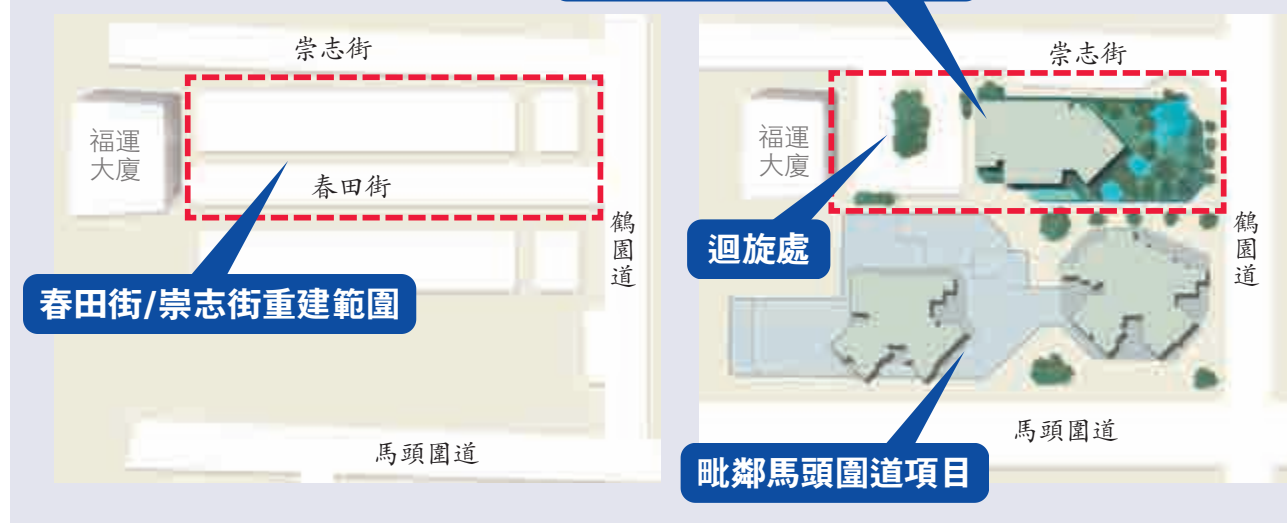 崇志街
福運
大廈
春田街
鶴
園
道
春田街/崇志街重建範圍
馬頭圍道
崇志街
福運
大廈
迴旋處
鶴
園
道
馬頭圍道
毗鄰馬頭圍道項目